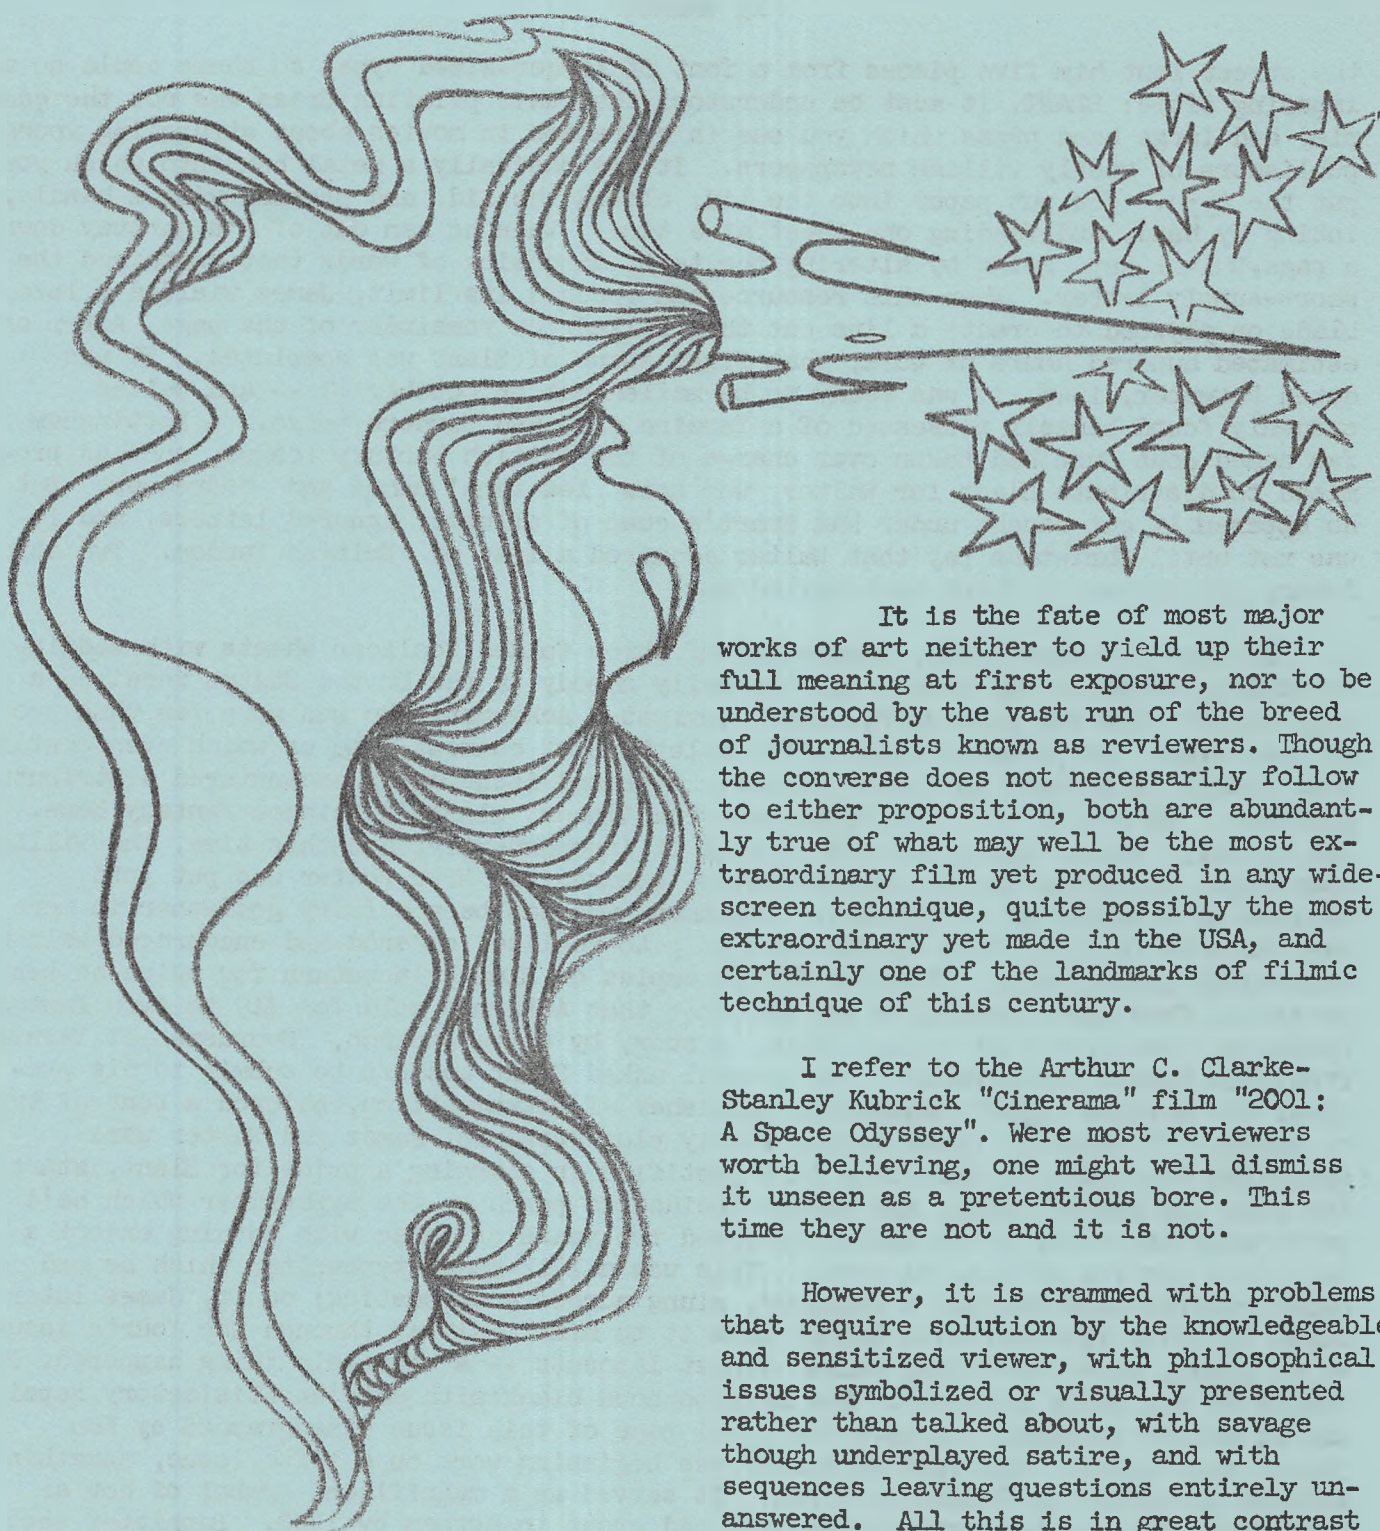 It is the fate of most major
works of art neither to yield up their
full meaning at first exposure, nor to be
understood by the vast run of the breed
of journalists known as reviewers. Though
the converse does not necessarily follow
to either proposition, both are abundant-
ly true of what may well be the most ex-
traordinary film yet produced in any wide-
screen technique, quite possibly the most
extraordinary yet made in the USA, and
certainly one of the landmarks of filmic
technique of this century.
I refer to the Arthur C. Clarke-
Stanley Kubrick "Cinerama" film "2001:
A Space Odyssey". Were most reviewers
worth believing, one might well dismiss
it unseen as a pretentious bore. This
time they are not and it is not.
However, it is crammed with problems
that require solution by the knowledgeable
and sensitized viewer, with philosophical
issues symbolized or visually presented
rather than talked about, with savage
though underplayed satire, and with
sequences leaving questions entirely un-
answered. All this is in great contrast